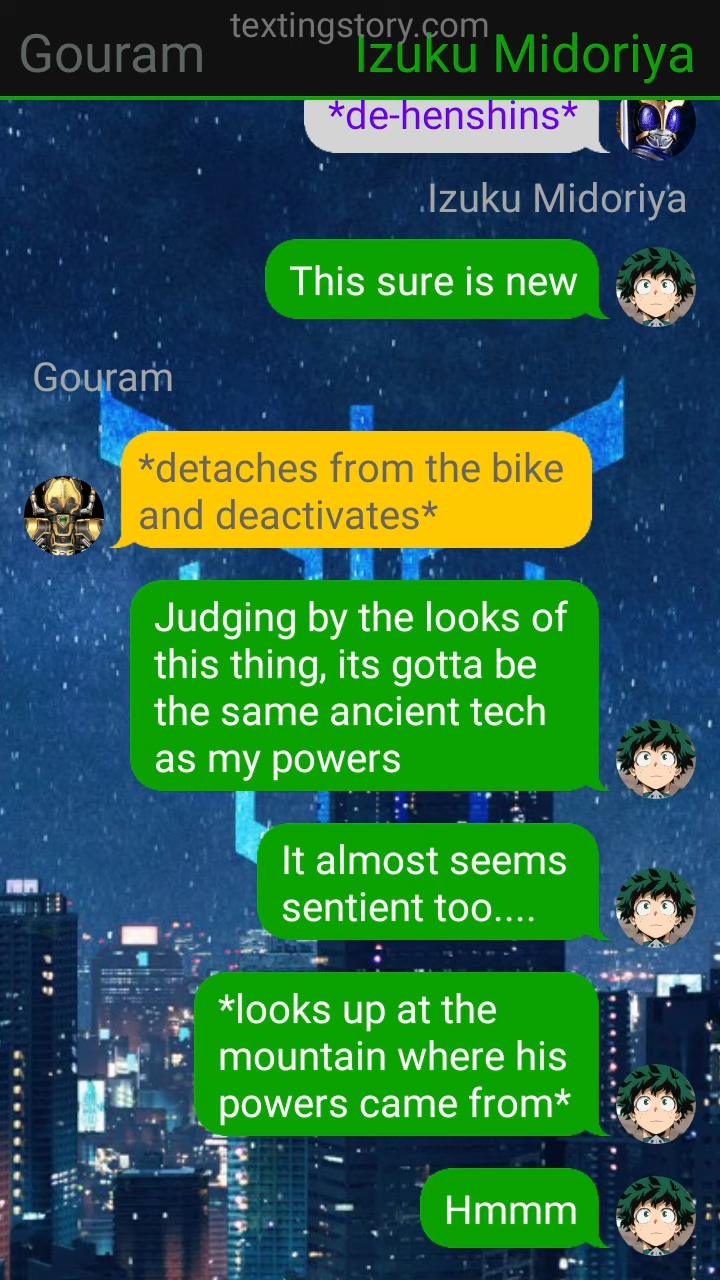 textingstory.com
Gouram
Izuku Midoriya
*de-henshins*
Izuku Midoriya
This sure is new
Gouram
*detaches from the bike
and deactivates*
Judging by the looks of
this thing, its gotta be
the same ancient tech
as my powers
It almost seems
sentient too....
*looks up at the
mountain where his
powers came from*
Hmmm